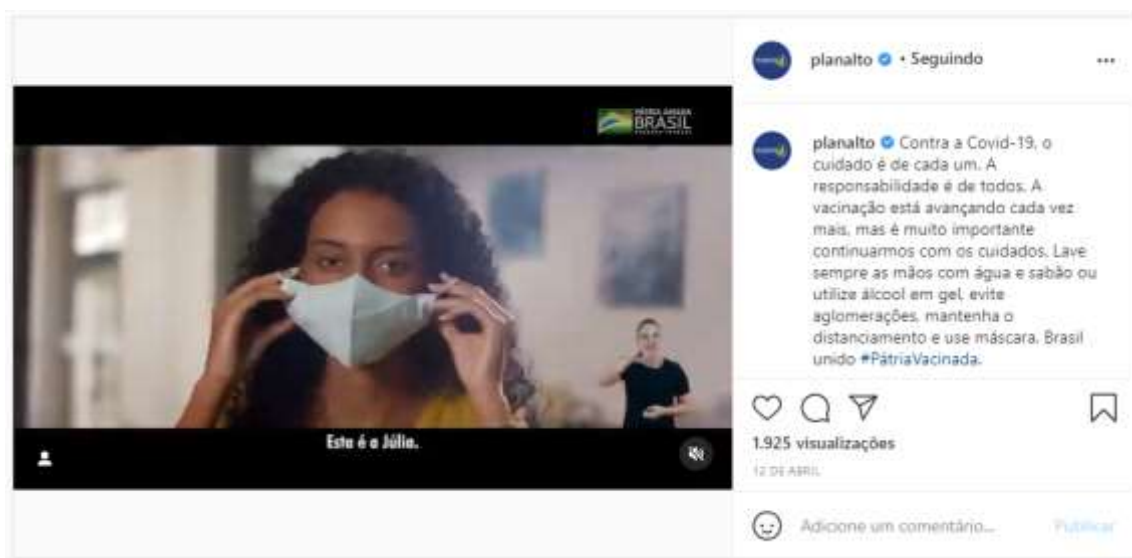 planalto • Seguindo
PÁTRIA AMADA
BRASIL
planalto Contra a Covid-19, o
cuidado é de cada um. A
responsabilidade é de todos. A
vacinação está avançando cada vez
mais, mas é muito importante
continuarmos com os cuidados. Lave
sempre as mãos com água e sabão ou
utilize álcool em gel, evite
aglomerações, mantenha o
distanciamento e use máscara. Brasil
unido #PátriaVacinada.
Esta é a Júlia.
1.925 visualizações
12 DE ABRIL
Adicione um comentário...
Publicar